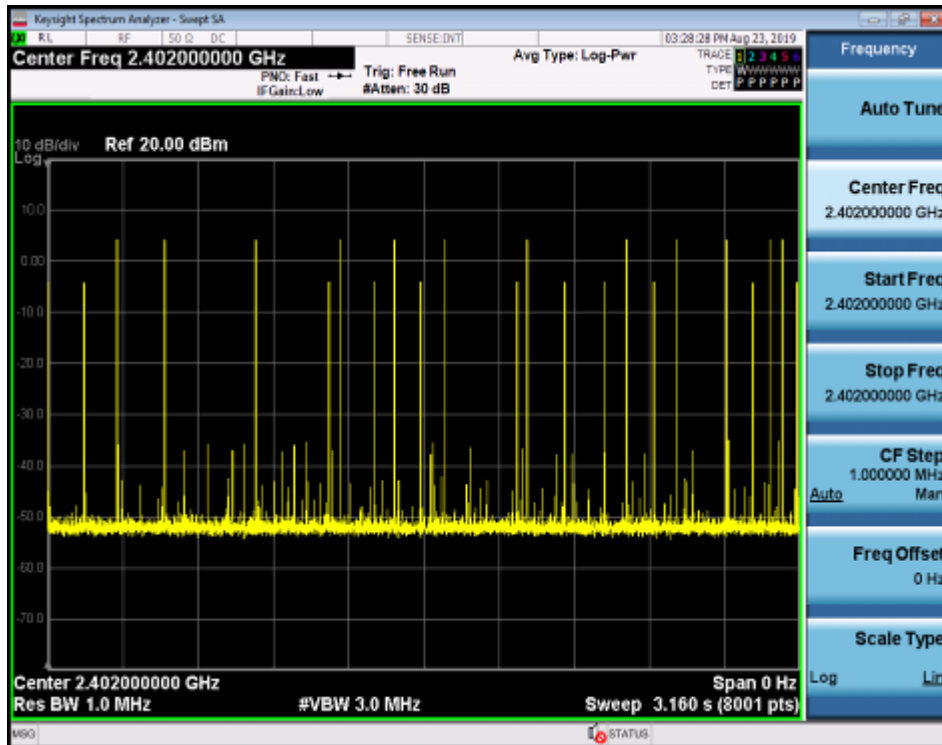 Keysight Spectrum Analyzer - Swept SA
RL RF 50 Ω DC SENSE:INT 03:28:28 PM Aug 23, 2019
Center Freq 2.402000000 GHz
PNO: Fast
IFGain:Low
Trig: Free Run
#Atten: 30 dB
Avg Type: Log-Pwr
TRACE 1 2 3 4 5 6
TYPE WWWWWW
DET P P P P P P
10 dB/div Ref 20.00 dBm
Log
10.0
0.00
-10.0
-20.0
-30.0
-40.0
-50.0
-60.0
-70.0
Center 2.402000000 GHz Span 0 Hz
Res BW 1.0 MHz #VBW 3.0 MHz Sweep 3.160 s (8001 pts)
MSG STATUS
Frequency
Auto Tune
Center Freq
2.402000000 GHz
Start Freq
2.402000000 GHz
Stop Freq
2.402000000 GHz
CF Step
1.000000 MHz
Auto Man
Freq Offset
0 Hz
Scale Type
Log Lin